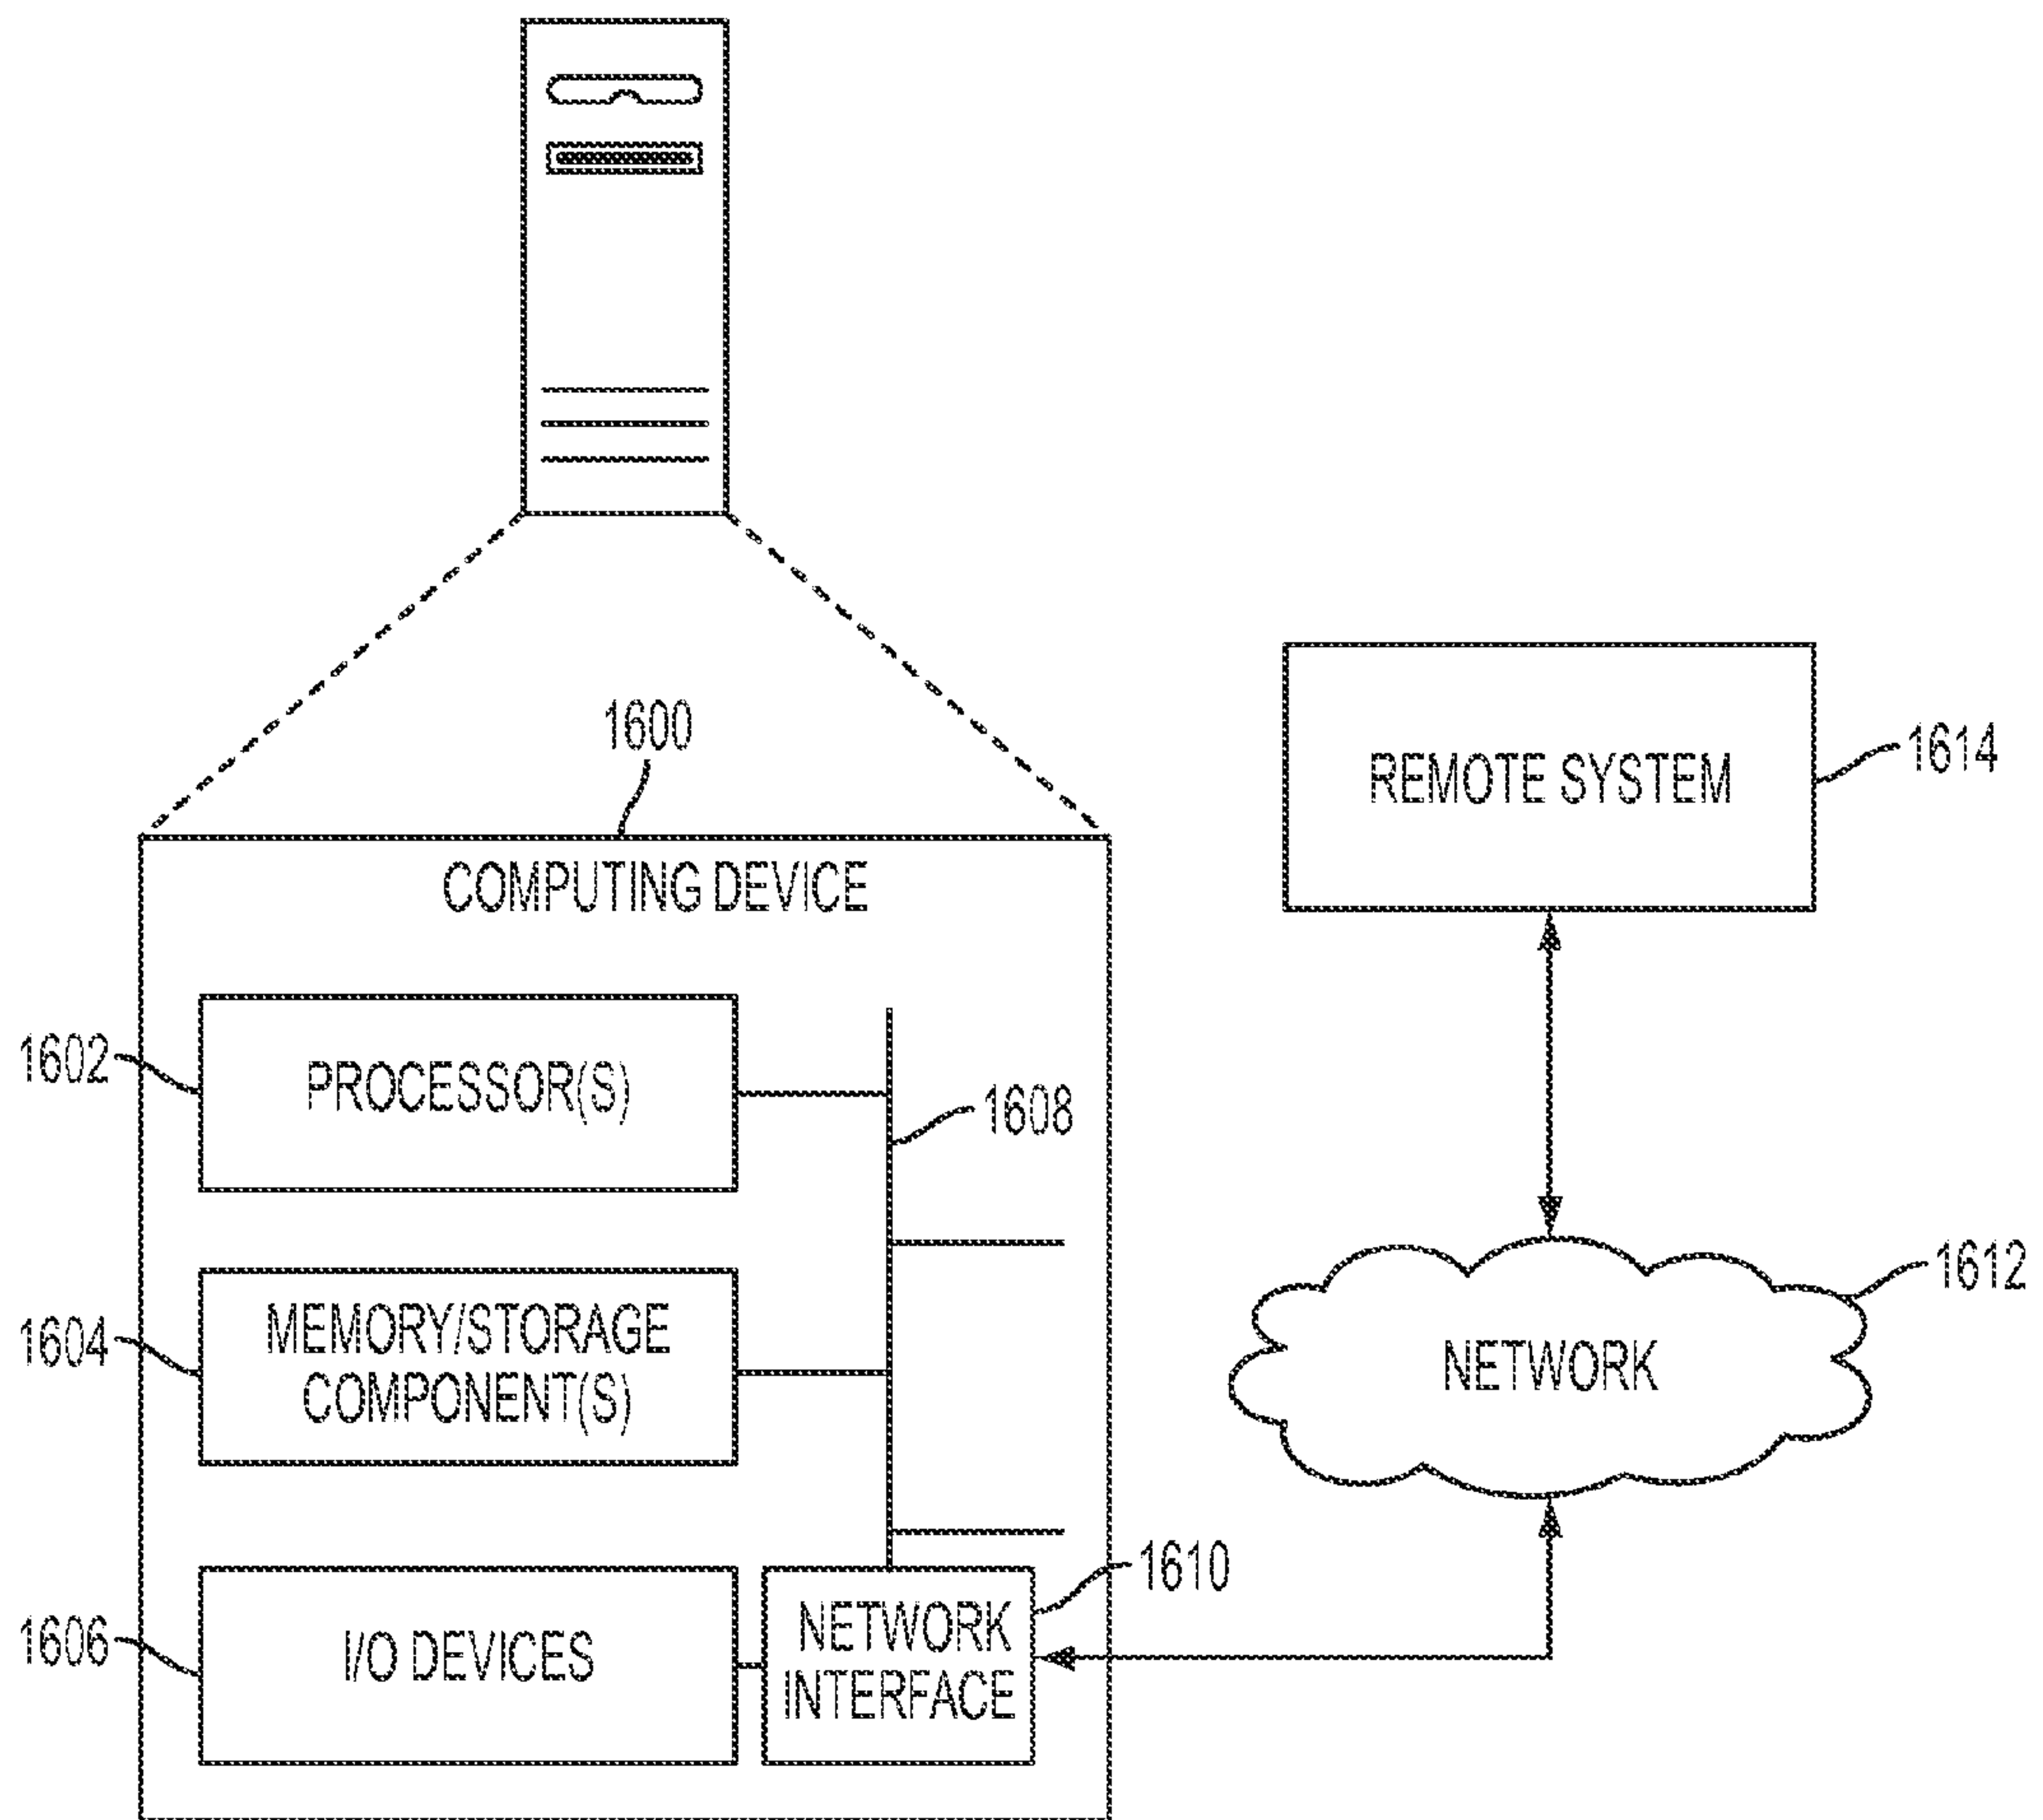 1600
COMPUTING DEVICE
REMOTE SYSTEM
1614
1602
PROCESSOR(S)
1608
1604
MEMORY/STORAGE
COMPONENT(S)
NETWORK
1612
1606
I/O DEVICES
NETWORK
INTERFACE
1610